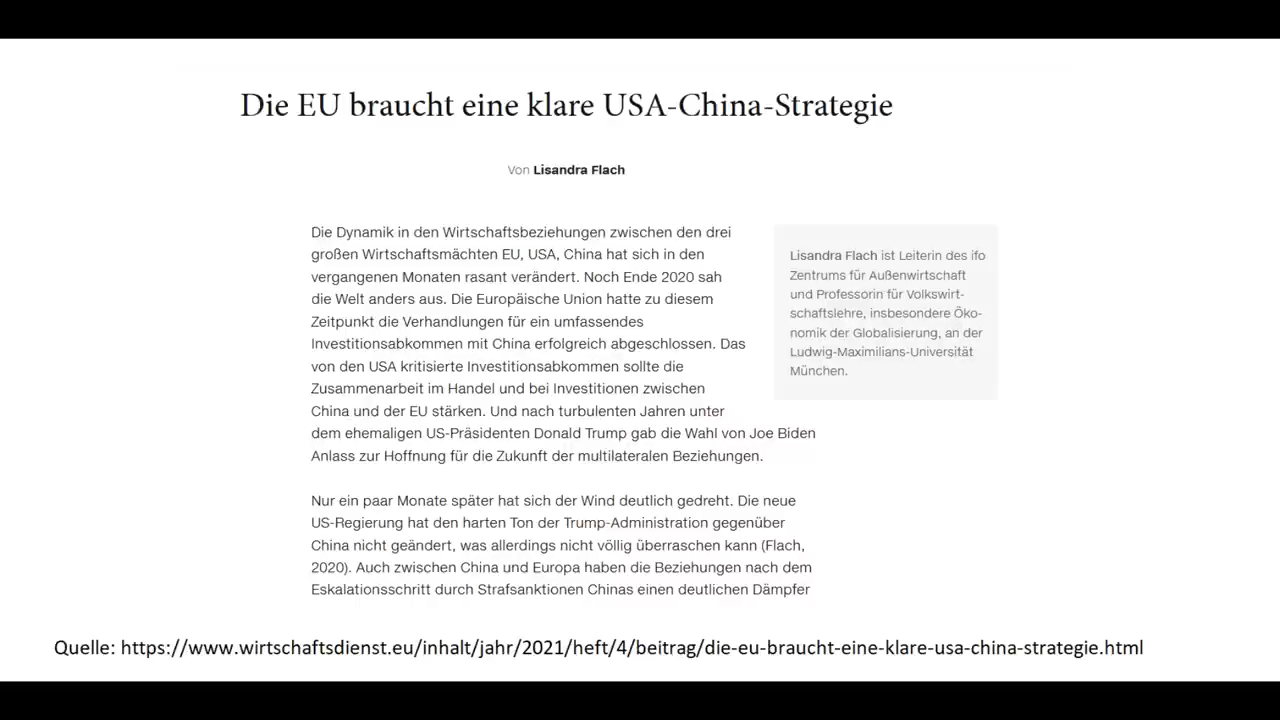 Die EU braucht eine klare USA-China-Strategie
Von Lisandra Flach
Die Dynamik in den Wirtschaftsbeziehungen zwischen den drei
großen Wirtschaftsmächten EU, USA, China hat sich in den
vergangenen Monaten rasant verändert. Noch Ende 2020 sah
die Welt anders aus. Die Europäische Union hatte zu diesem
Zeitpunkt die Verhandlungen für ein umfassendes
Investitionsabkommen mit China erfolgreich abgeschlossen. Das
von den USA kritisierte Investitionsabkommen sollte die
Zusammenarbeit im Handel und bei Investitionen zwischen
China und der EU stärken. Und nach turbulenten Jahren unter
dem ehemaligen US-Präsidenten Donald Trump gab die Wahl von Joe Biden
Anlass zur Hoffnung für die Zukunft der multilateralen Beziehungen.
Nur ein paar Monate später hat sich der Wind deutlich gedreht. Die neue
US-Regierung hat den harten Ton der Trump-Administration gegenüber
China nicht geändert, was allerdings nicht völlig überraschen kann (Flach,
2020). Auch zwischen China und Europa haben die Beziehungen nach dem
Eskalationsschritt durch Strafsanktionen Chinas einen deutlichen Dämpfer
Lisandra Flach ist Leiterin des ifo
Zentrums für Außenwirtschaft
und Professorin für Volkswirt-
schaftslehre, insbesondere Öko-
nomik der Globalisierung, an der
Ludwig-Maximilians-Universität
München.
Quelle: https://www.wirtschaftsdienst.eu/inhalt/jahr/2021/heft/4/beitrag/die-eu-braucht-eine-klare-usa-china-strategie.html